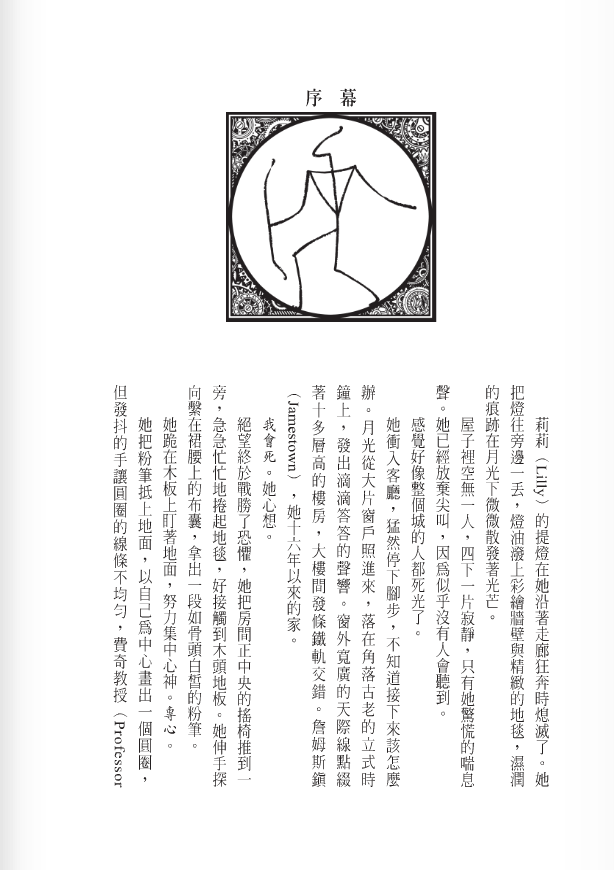 序幕
莉莉（Lilly）的提燈在她沿著走廊狂奔時熄滅了。她
把燈往旁邊一丟，燈油潑上彩繪牆壁與精緻的地毯，濕潤
的痕跡在月光下微微散發著光芒。
屋子裡空無一人，四下一片寂靜，只有她驚慌的喘息
聲。她已經放棄尖叫，因為似乎沒有人會聽到。
感覺好像整個城的人都死光了。
她衝入客廳，猛然停下腳步，不知道接下來該怎麼
辦。月光從大片窗戶照進來，落在角落古老的立式時
鐘上，發出滴滴答答的聲響。窗外寬廣的天際線點綴
著十多層高的樓房，大樓間發條鐵軌交錯。詹姆斯鎮
（Jamestown），她十六年以來的家。
我會死。她心想。
絕望終於戰勝了恐懼，她把房間正中央的搖椅推到一
旁，急急忙忙地捲起地毯，好接觸到木頭地板。她伸手探
向繫在裙腰上的布囊，拿出一段如骨頭白皙的粉筆。
她跪在木板上盯著地面，努力集中心神。專心。
她把粉筆抵上地面，以自己為中心畫出一個圓圈，
但發抖的手讓圓圈的線條不均勻，費奇教授（Professor